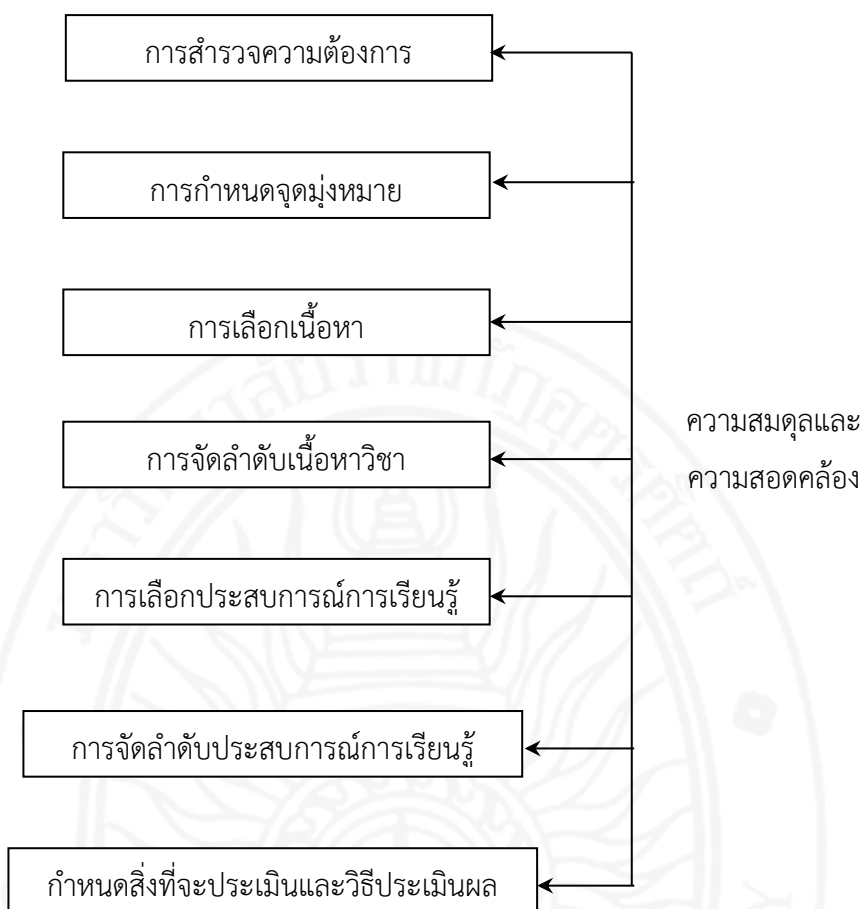 การสำรวจความต้องการ
การกำหนดจุดมุ่งหมาย
การเลือกเนื้อหา
การจัดลำดับเนื้อหาวิชา
ความสมดุลและ
ความสอดคล้อง
การเลือกประสบการณ์การเรียนรู้
การจัดลำดับประสบการณ์การเรียนรู้
กำหนดสิ่งที่จะประเมินและวิธีประเมินผล